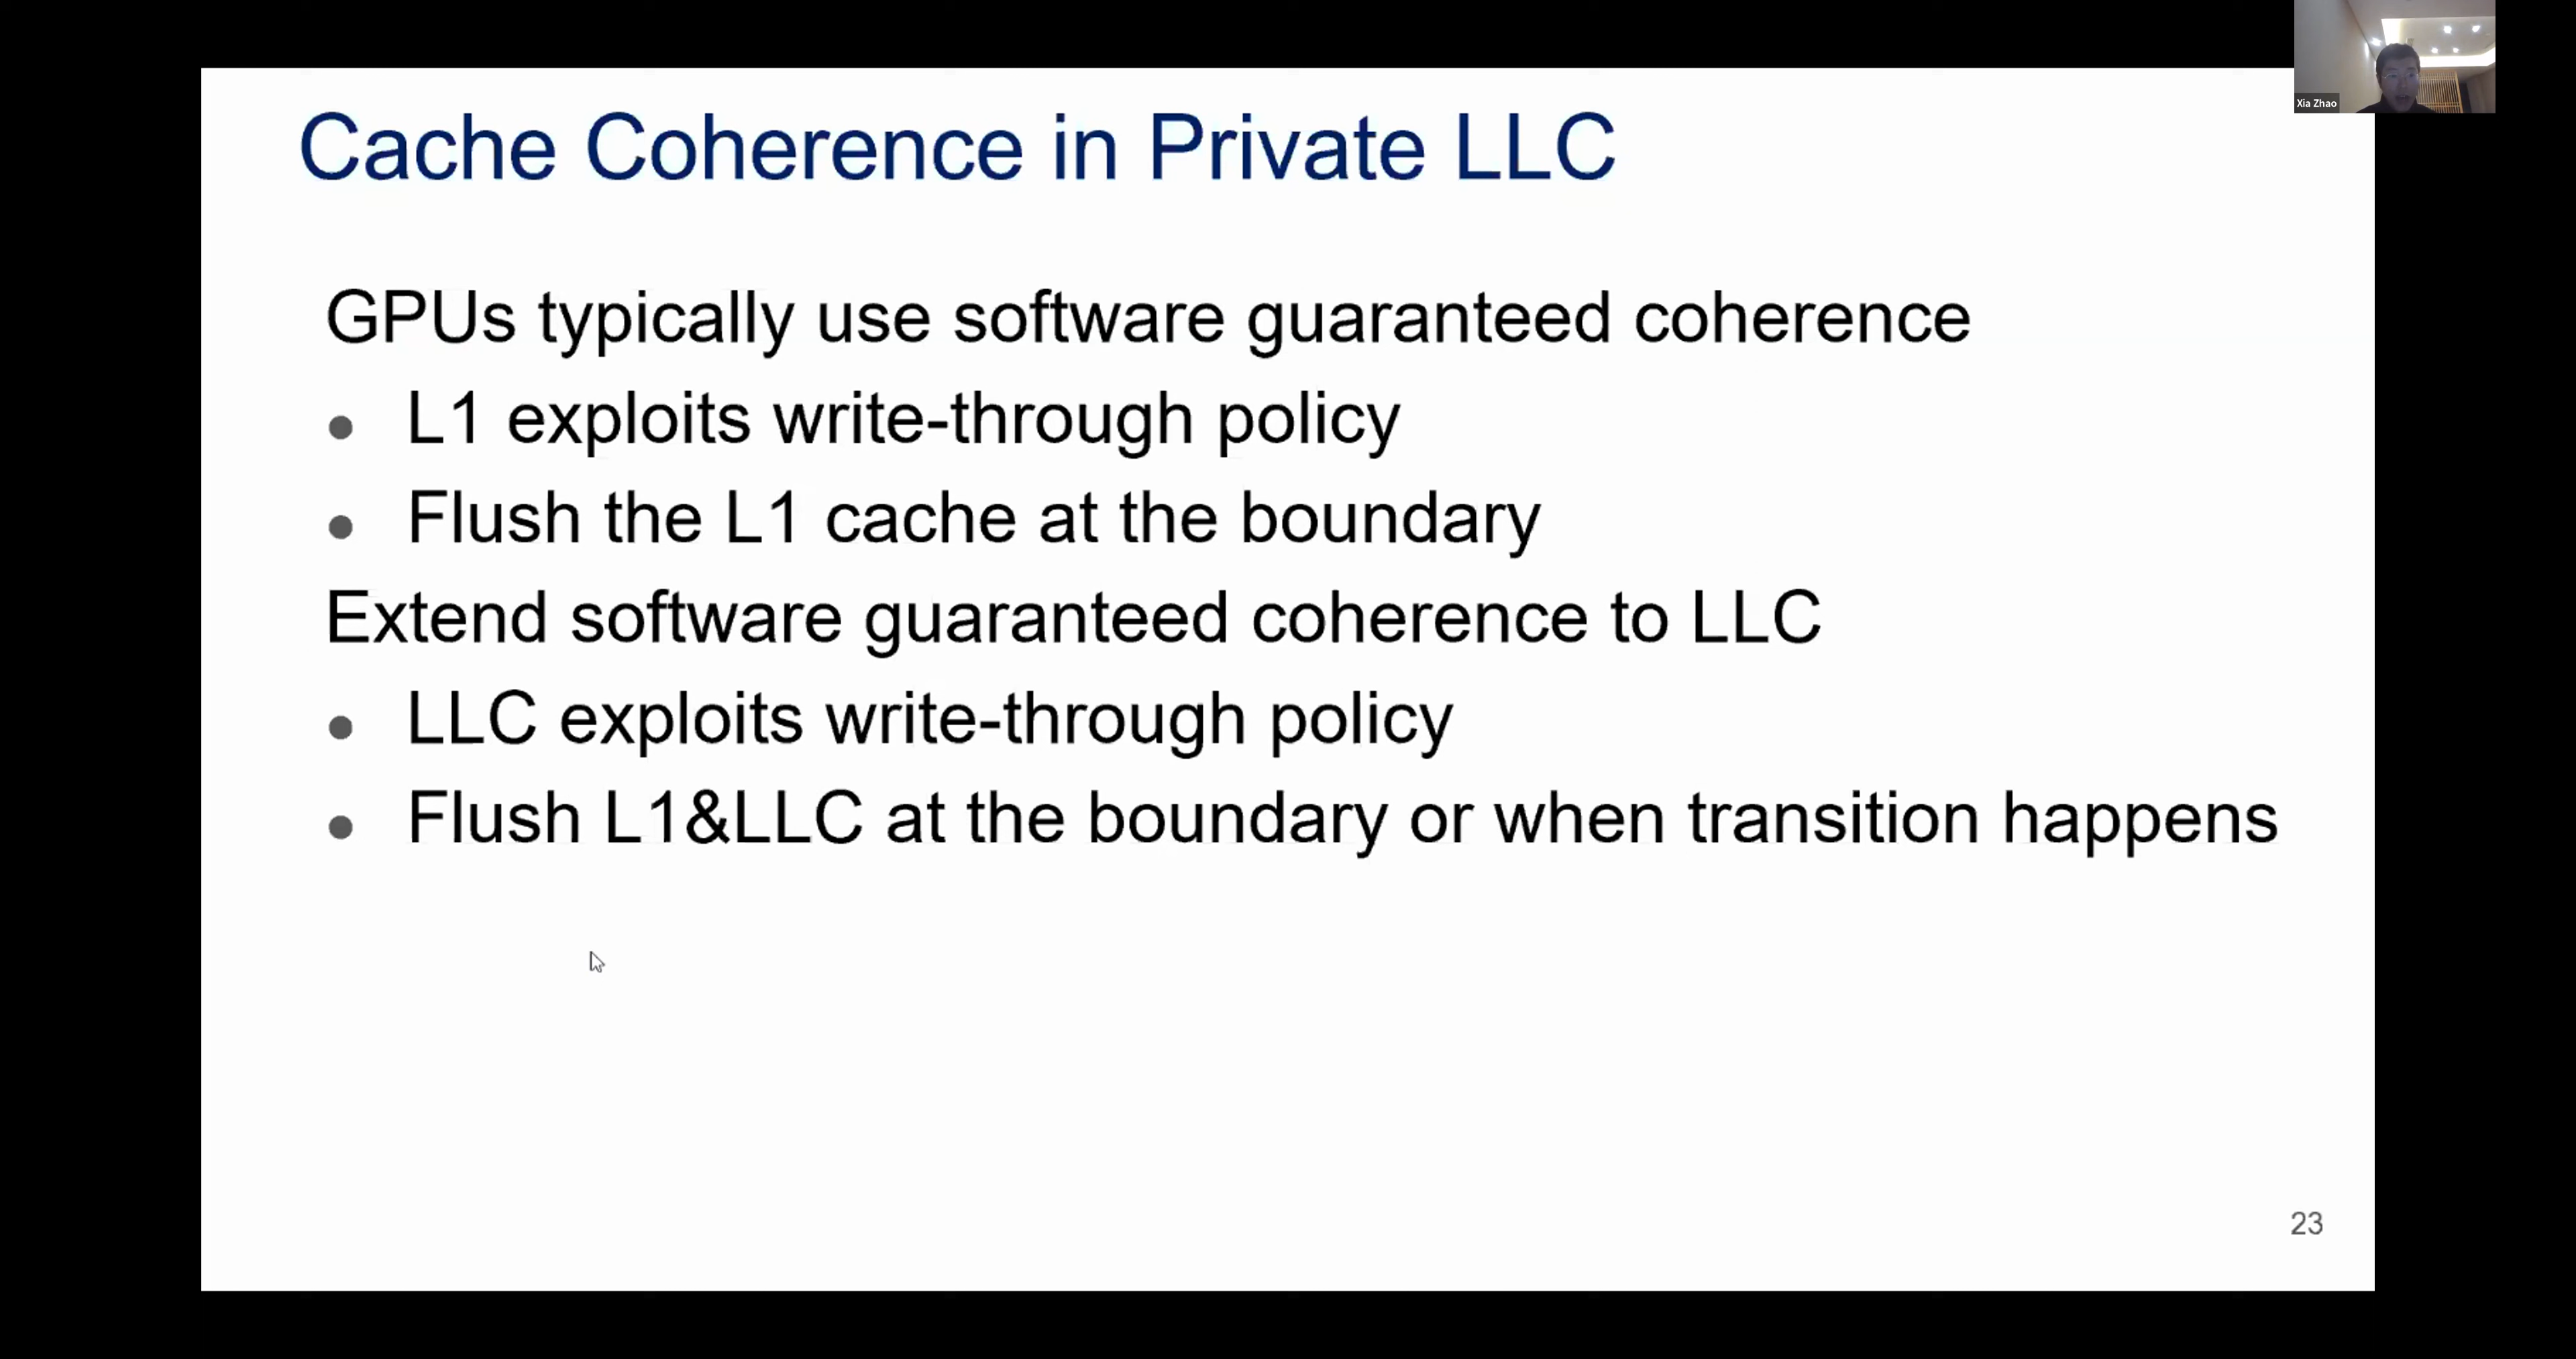 Xia Zhao
Cache Coherence in Private LLC
GPUs typically use software guaranteed coherence
● L1 exploits write-through policy
● Flush the L1 cache at the boundary
Extend software guaranteed coherence to LLC
● LLC exploits write-through policy
● Flush L1&LLC at the boundary or when transition happens
23